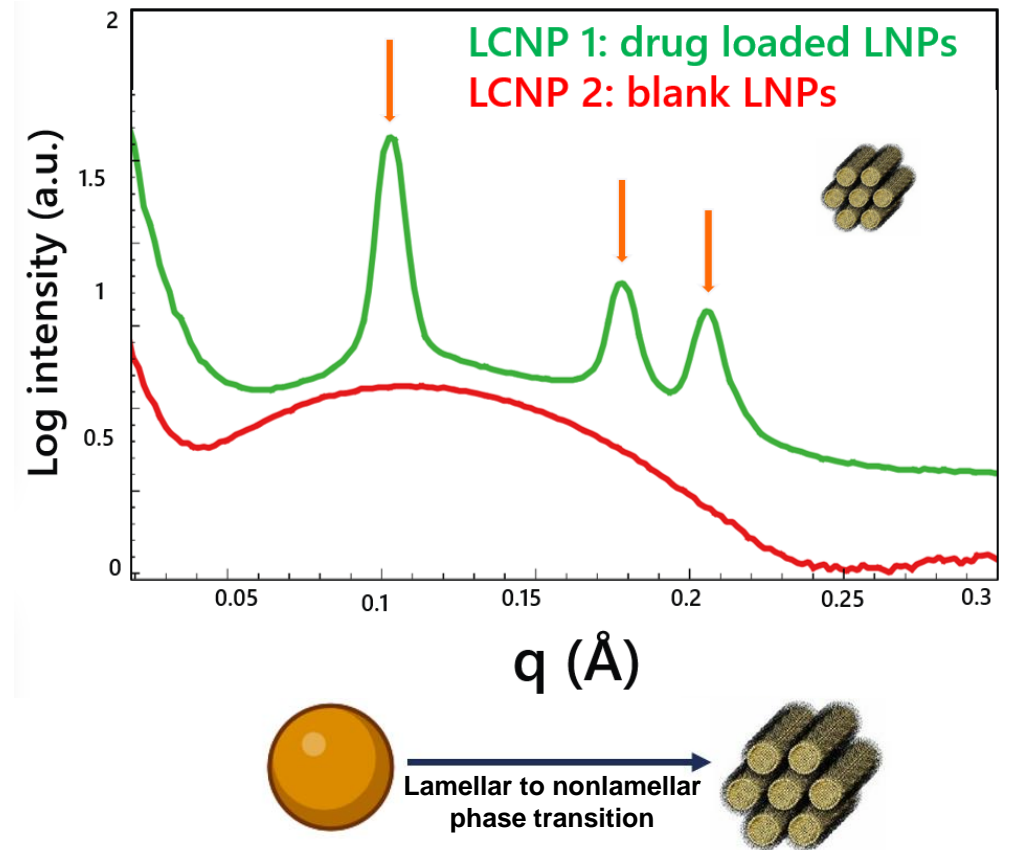 2
LCNP 1: drug loaded LNPs
LCNP 2: blank LNPs
1.5
1
0.5
0
Log intensity (a.u.)
0.05
0.1
0.15
0.2
0.25
0.3
q (Å)
Lamellar to nonlamellar
phase transition